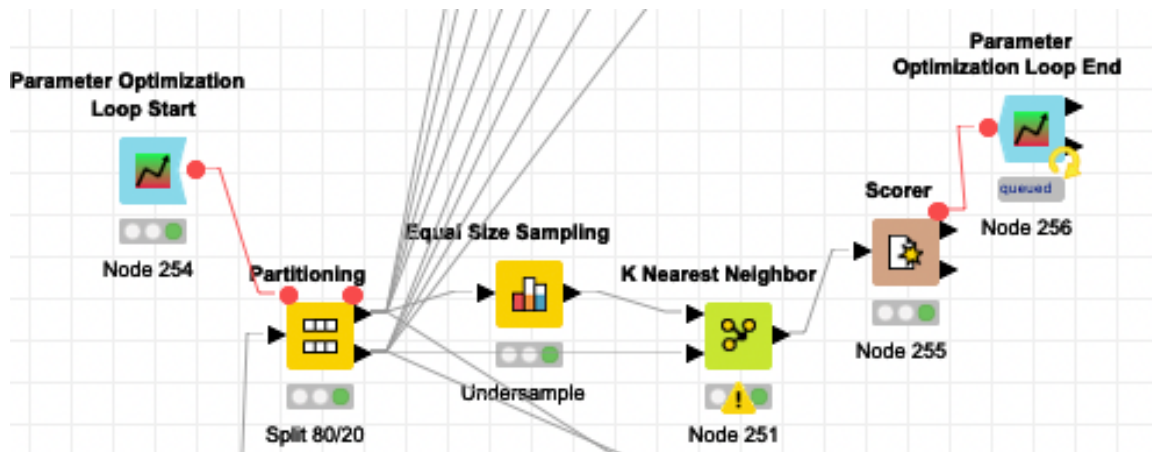 Parameter Optimization
Loop Start
Node 254
Partitioning
Split 80/20
Equal Size Sampling
Undersample
K Nearest Neighbor
Node 251
Scorer
Node 255
Parameter
Optimization Loop End
queued
Node 256